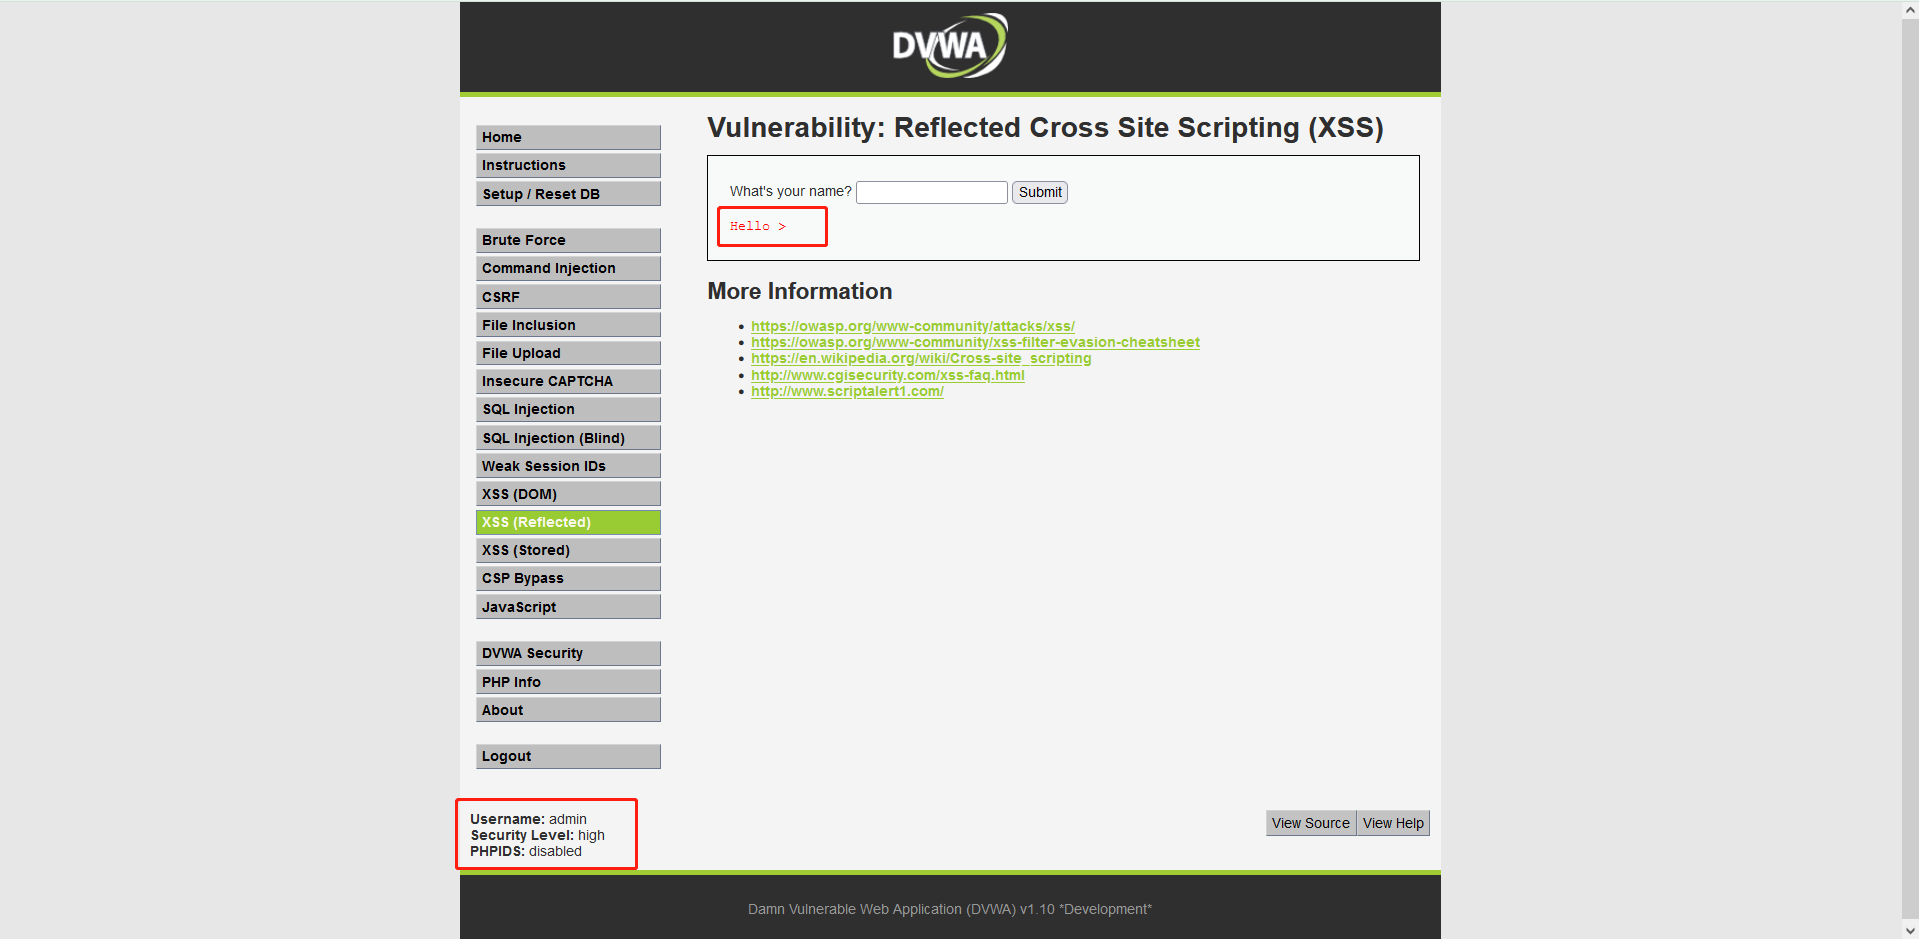 DVWA
Home
Instructions
Setup / Reset DB
Brute Force
Command Injection
CSRF
File Inclusion
File Upload
Insecure CAPTCHA
SQL Injection
SQL Injection (Blind)
Weak Session IDs
XSS (DOM)
XSS (Reflected)
XSS (Stored)
CSP Bypass
JavaScript
DVWA Security
PHP Info
About
Logout
Vulnerability: Reflected Cross Site Scripting (XSS)
What's your name? Submit
Hello >
More Information
https://owasp.org/www-community/attacks/xss/
https://owasp.org/www-community/xss-filter-evasion-cheatsheet
https://en.wikipedia.org/wiki/Cross-site_scripting
http://www.cgisecurity.com/xss-faq.html
http://www.scriptalert1.com/
Username: admin
Security Level: high
PHPIDS: disabled
View Source View Help
Damn Vulnerable Web Application (DVWA) v1.10 *Development*